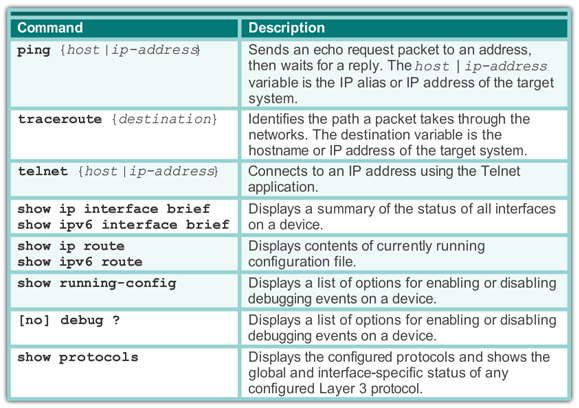 Command Description
ping {host | ip-address} Sends an echo request packet to an address,
then waits for a reply. The host | ip-address
variable is the IP alias or IP address of the target
system.
traceroute {destination} Identifies the path a packet takes through the
networks. The destination variable is the
hostname or IP address of the target system.
telnet {host | ip-address} Connects to an IP address using the Telnet
application.
show ip interface brief Displays a summary of the status of all interfaces
show ipv6 interface brief on a device.
show ip route Displays contents of currently running
show ipv6 route configuration file.
show running-config Displays a list of options for enabling or disabling
debugging events on a device.
[no] debug ? Displays a list of options for enabling or disabling
debugging events on a device.
show protocols Displays the configured protocols and shows the
global and interface-specific status of any
configured Layer 3 protocol.